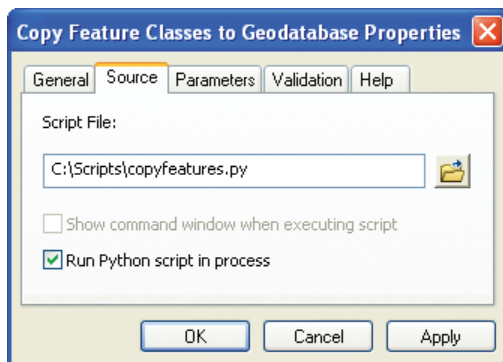 Copy Feature Classes to Geodatabase Properties
General Source Parameters Validation Help
Script File:
C:\Scripts\copyfeatures.py
Show command window when executing script
Run Python script in process
OK Cancel Apply